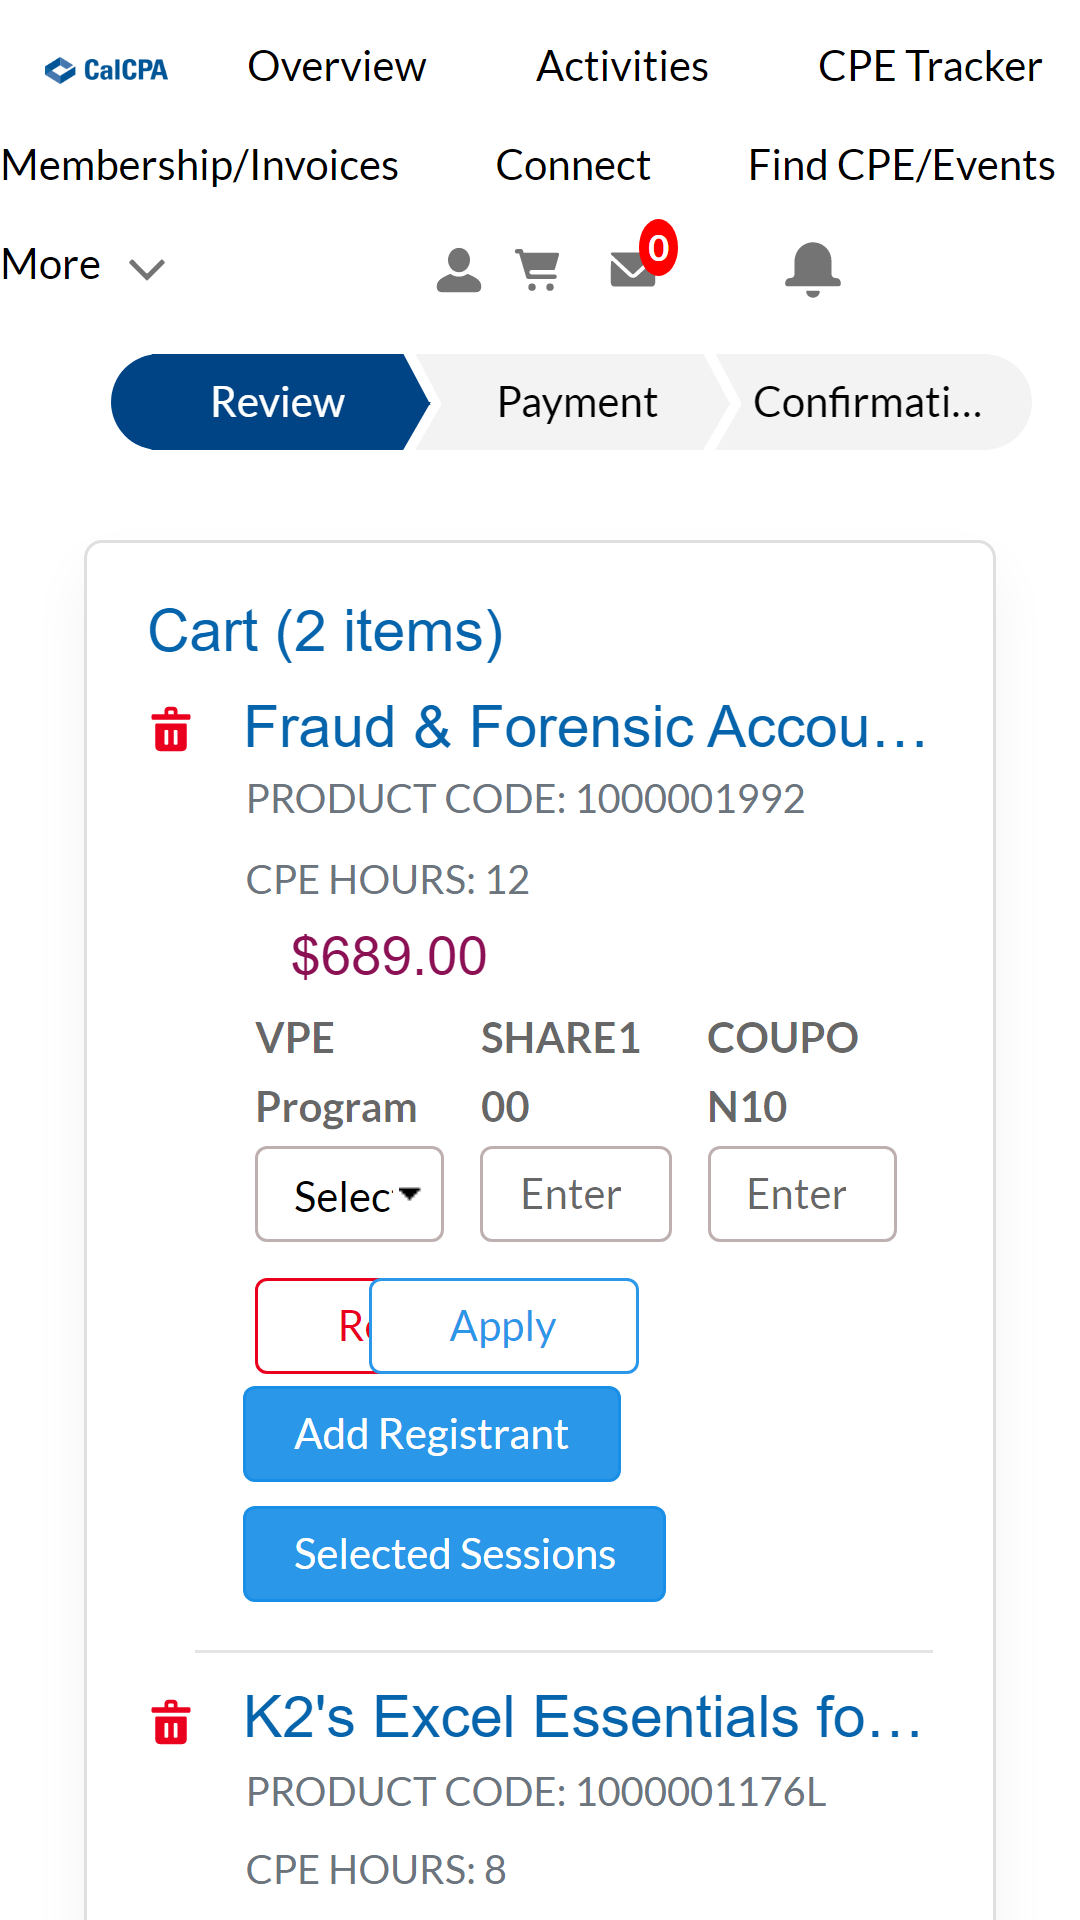 CalCPA Overview Activities CPE Tracker
Membership/Invoices Connect Find CPE/Events
More 0
Review Payment Confirmati...
Cart (2 items)
Fraud & Forensic Accou...
PRODUCT CODE: 1000001992
CPE HOURS: 12
$689.00
VPE Program SHARE100 COUPON10
Selec Enter Enter
Re Apply
Add Registrant
Selected Sessions
K2's Excel Essentials fo...
PRODUCT CODE: 1000001176L
CPE HOURS: 8